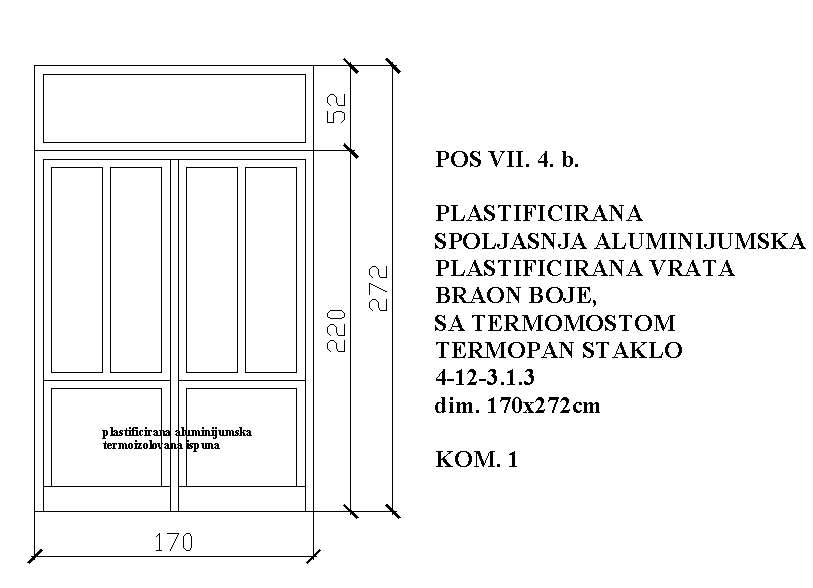 52
220
272
170
plastificirana aluminijumska
termoizolovana ispuna
POS VII. 4. b.
PLASTIFICIRANA
SPOLJASNJA ALUMINIJUMSKA
PLASTIFICIRANA VRATA
BRAON BOJE,
SA TERMOMOSTOM
TERMOPAN STAKLO
4-12-3.1.3
dim. 170x272cm
KOM. 1